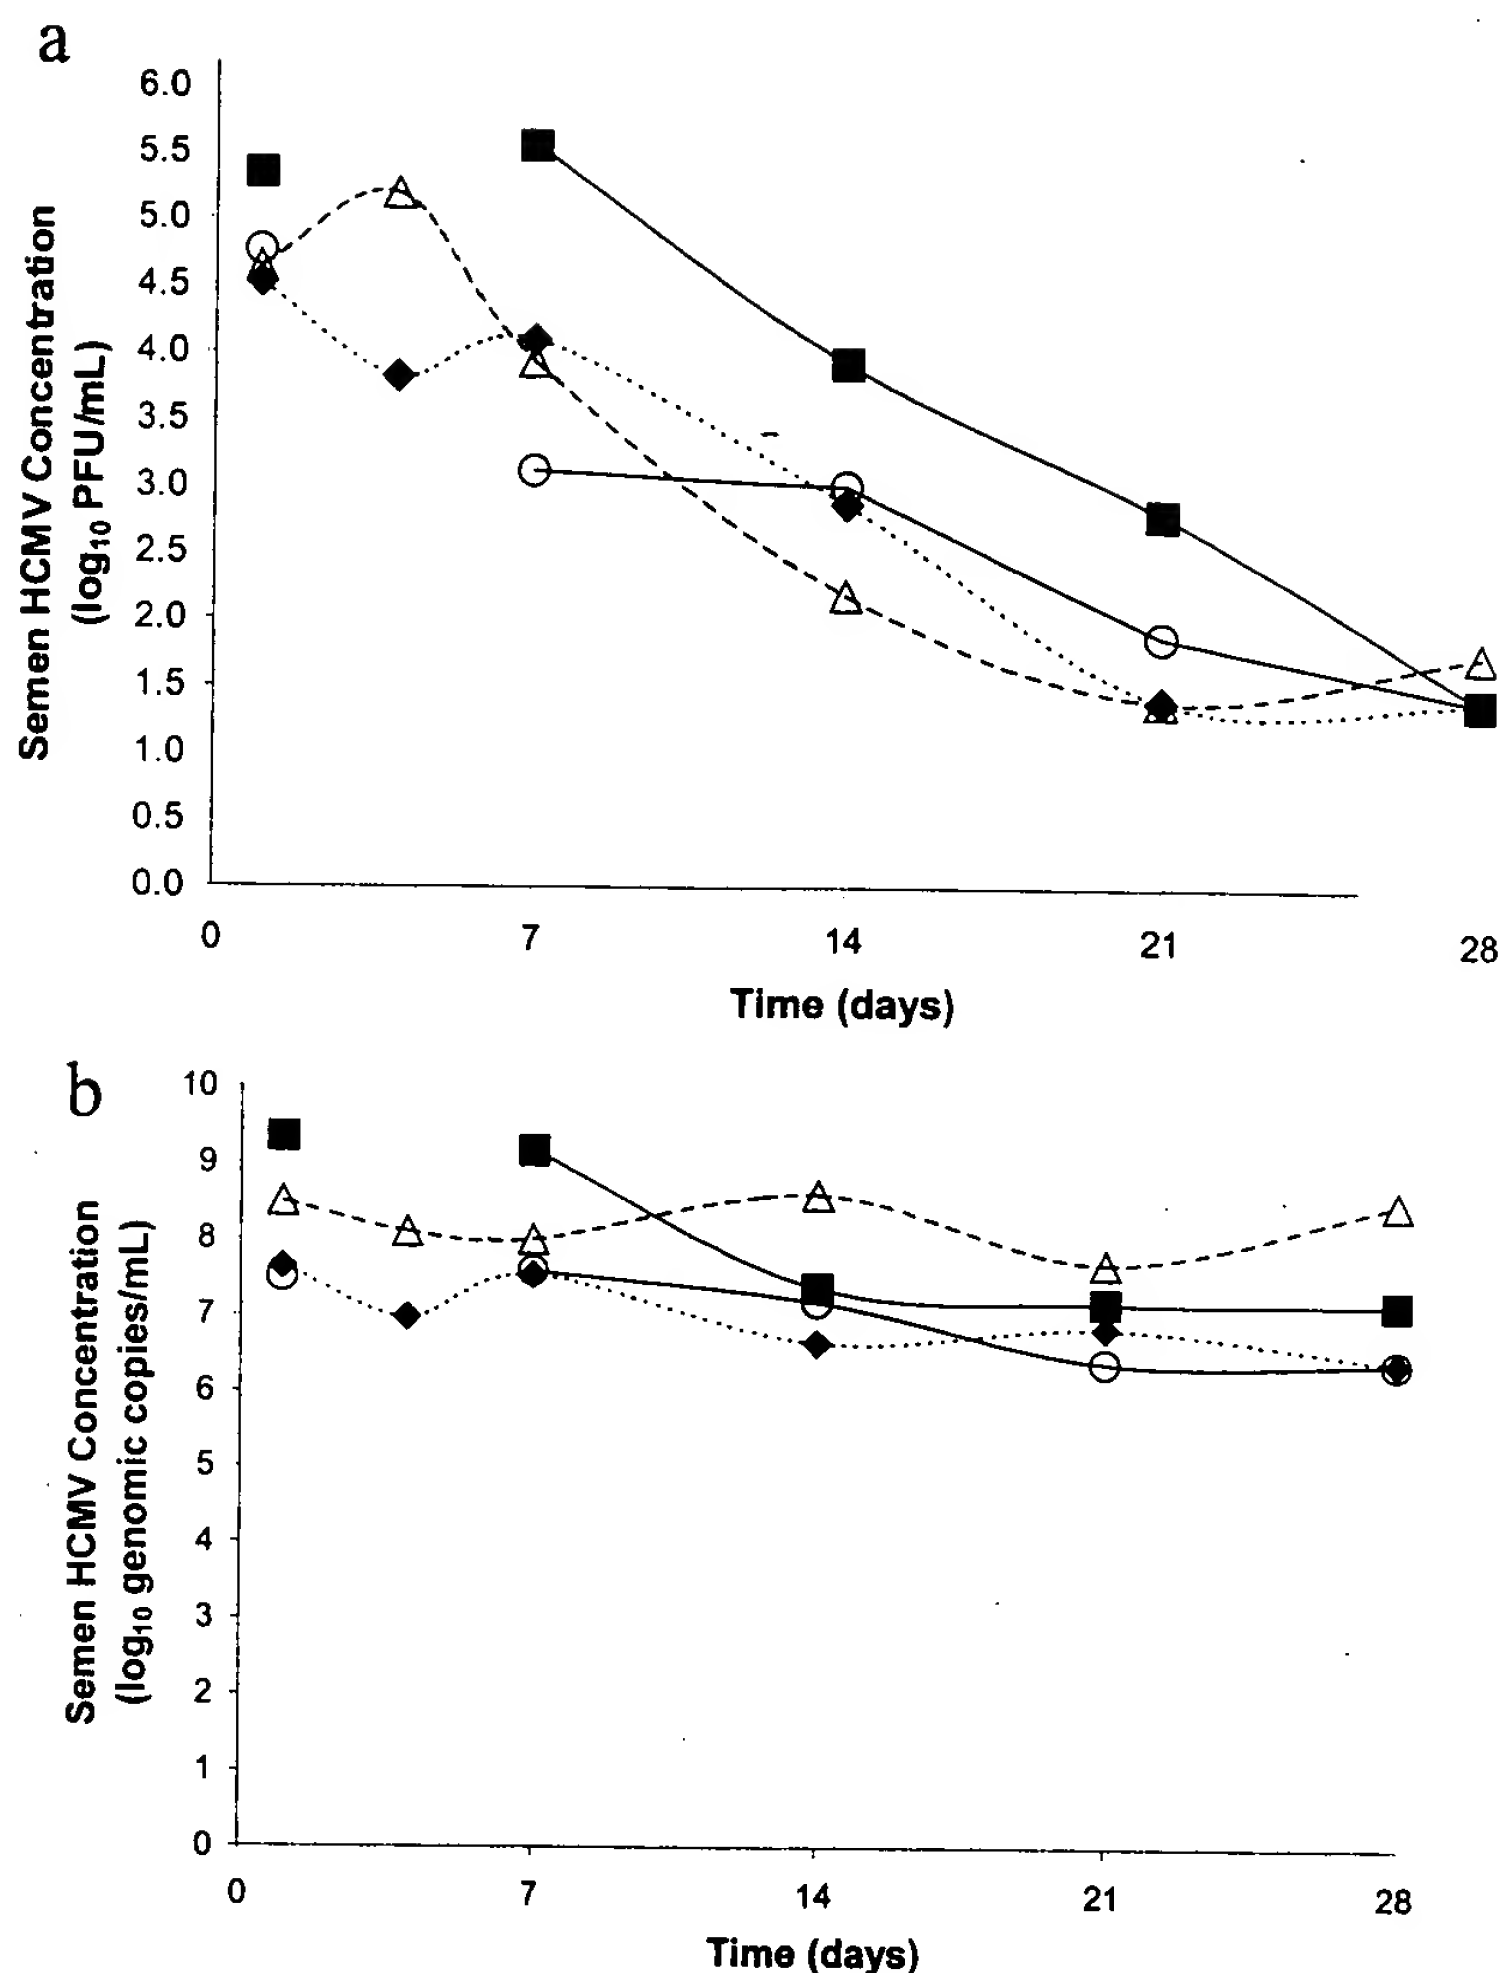 a
Semen HCMV Concentration
(log10 PFU/mL)
6.0
5.5
5.0
4.5
4.0
3.5
3.0
2.5
2.0
1.5
1.0
0.5
0.0
0 7 14 21 28
Time (days)
b
Semen HCMV Concentration
(log10 genomic copies/mL)
10
9
8
7
6
5
4
3
2
1
0
0 7 14 21 28
Time (days)